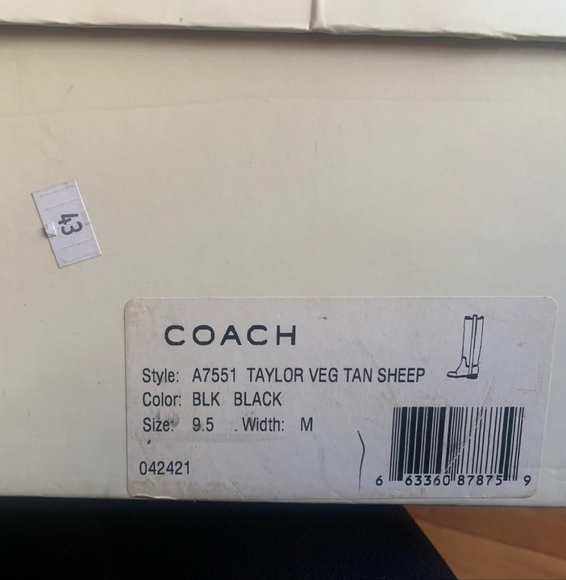 43
COACH
Style: A7551 TAYLOR VEG TAN SHEEP
Color: BLK BLACK
Size: 9.5 . Width: M
042421
6 63360 87875 9